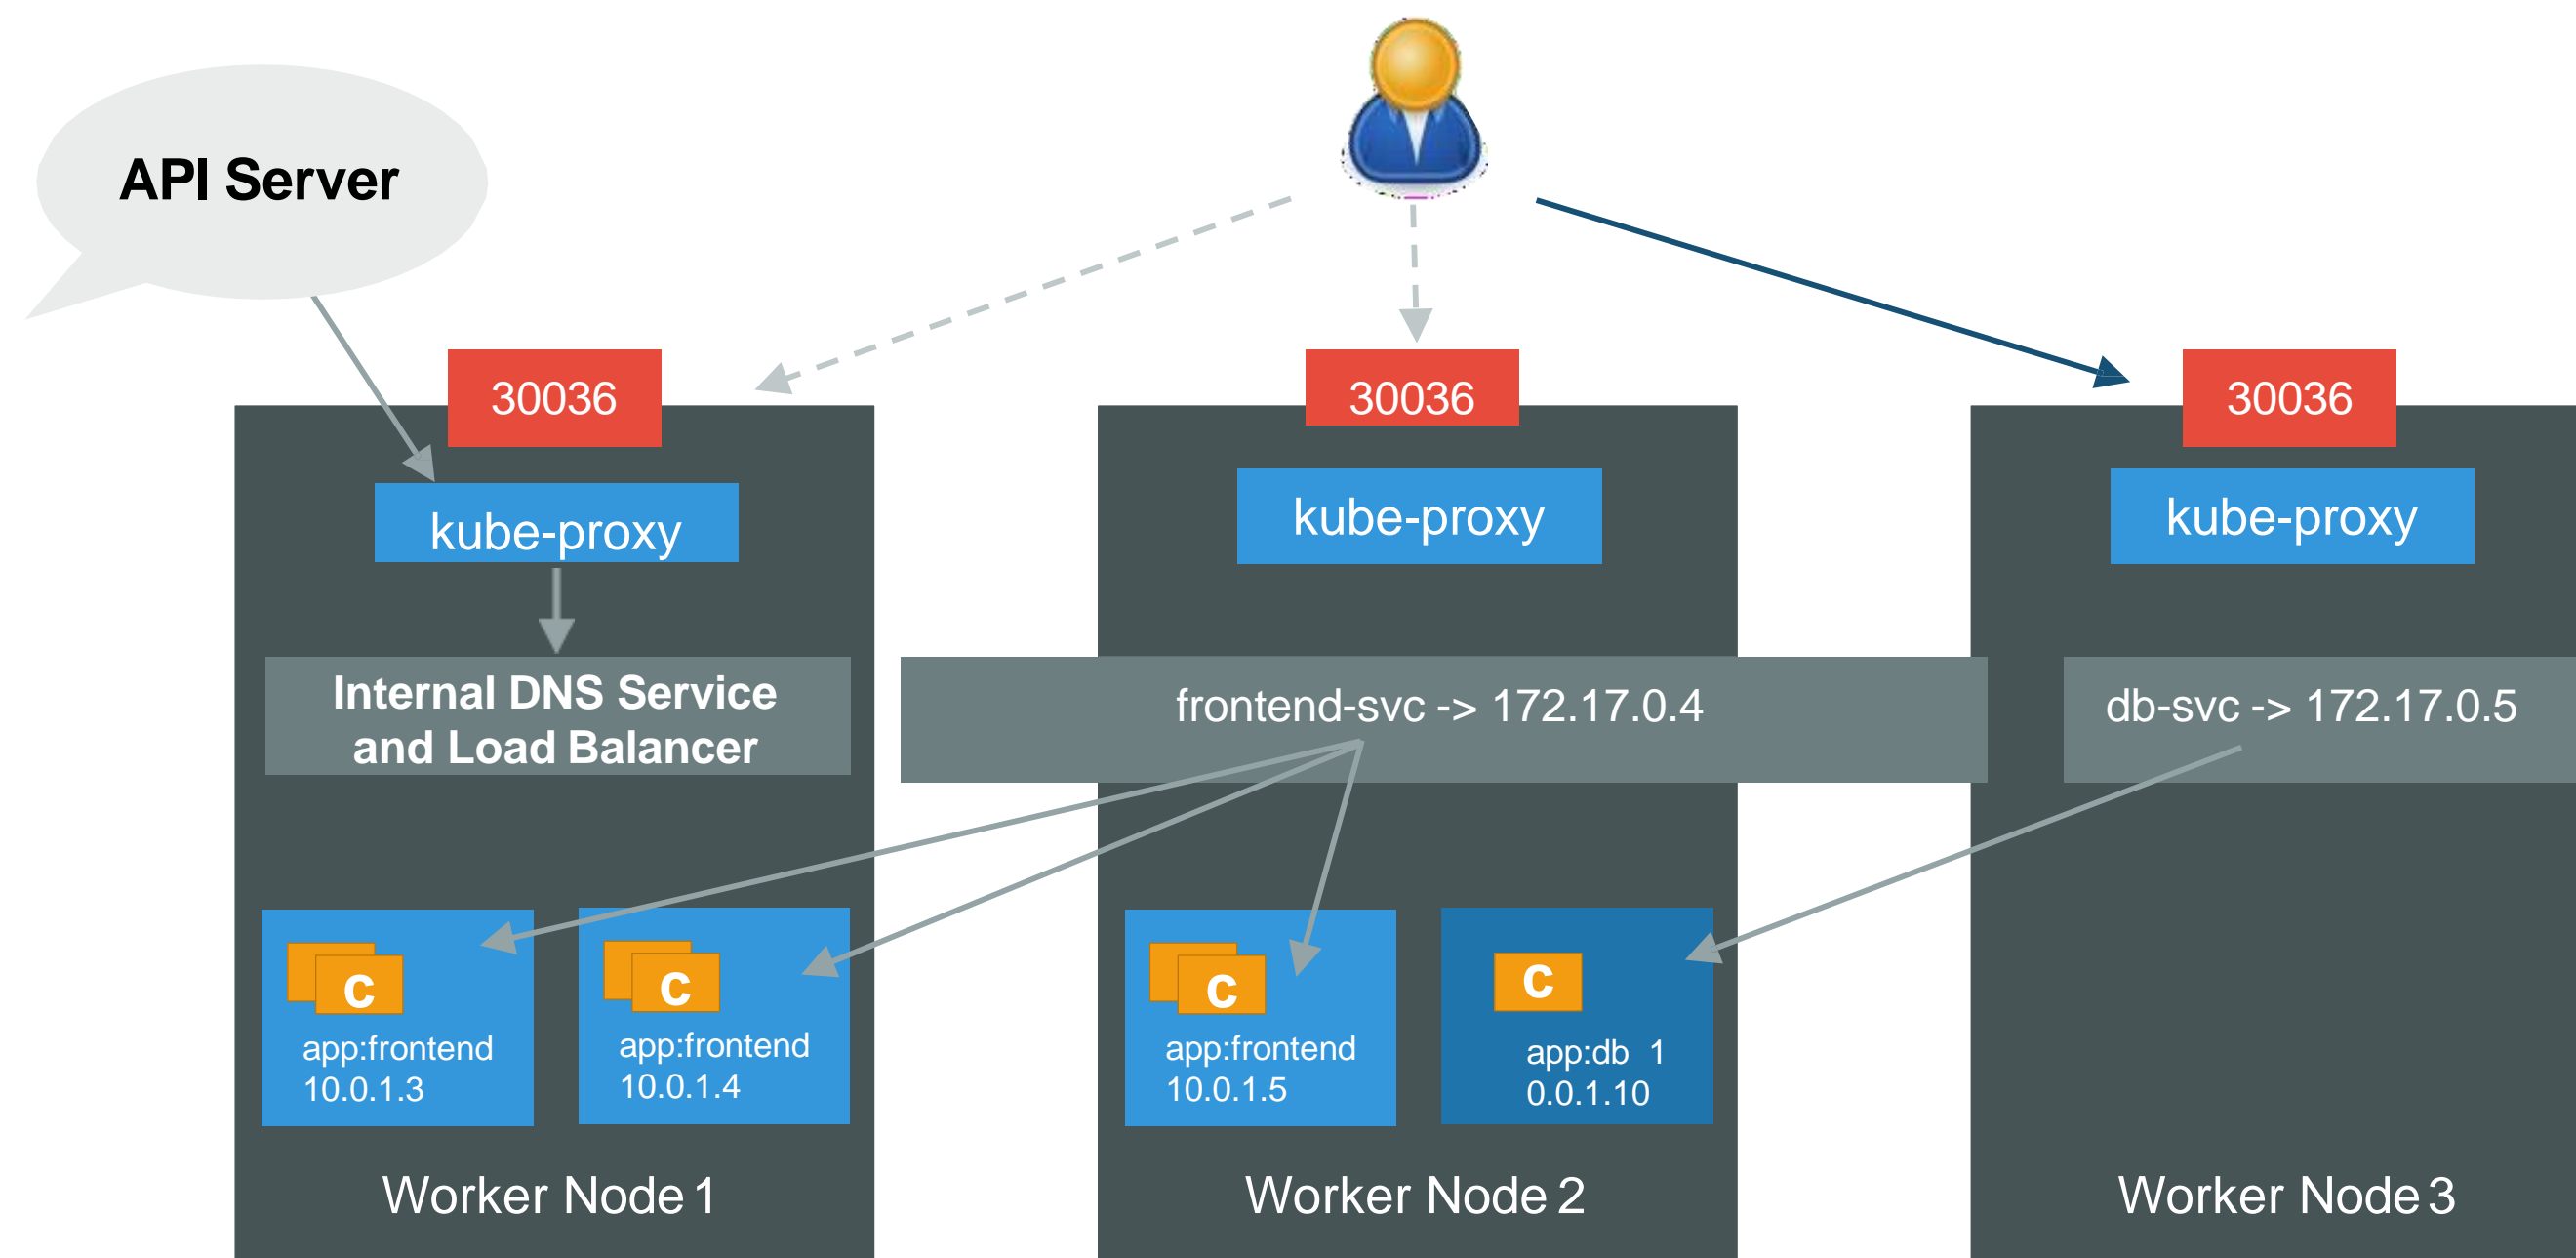 API Server
30036
30036
30036
kube-proxy
kube-proxy
kube-proxy
Internal DNS Service
and Load Balancer
frontend-svc -> 172.17.0.4
db-svc -> 172.17.0.5
c
app:frontend
10.0.1.3
c
app:frontend
10.0.1.4
c
app:frontend
10.0.1.5
c
app:db 1
0.0.1.10
Worker Node 1
Worker Node 2
Worker Node 3